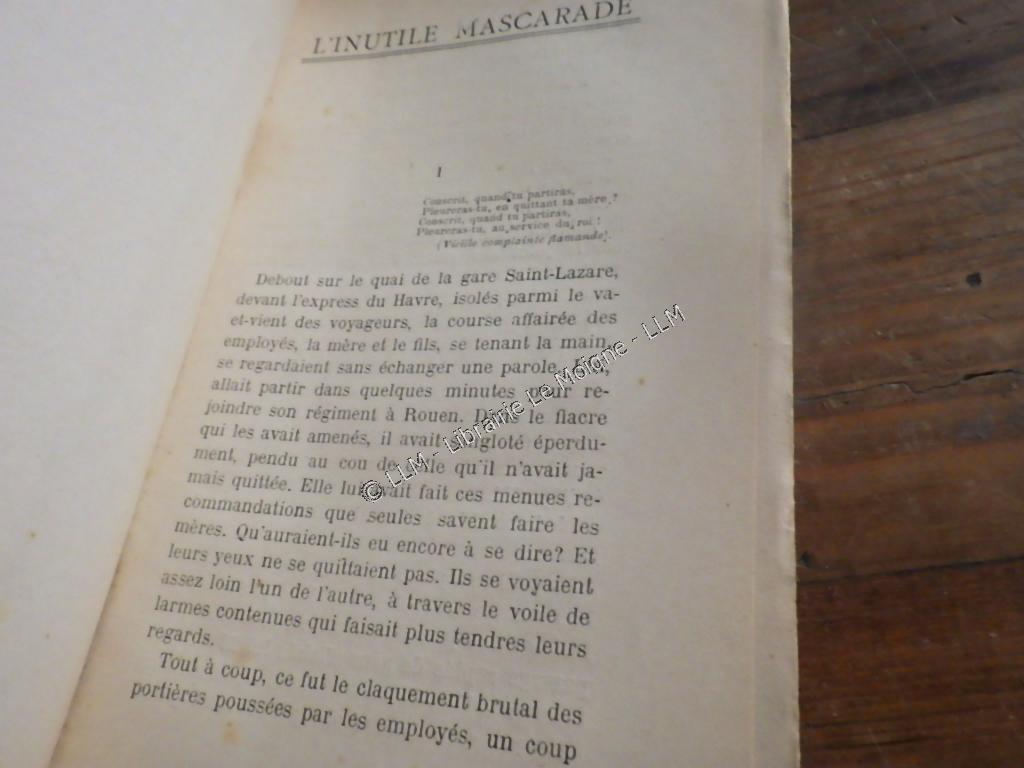 L'INUTILE MASCARADE
I
Conscrit, quand tu partiras,
Pleureras-tu, en quittant ta mère ?
Conscrit, quand tu partiras,
Pleureras-tu, au service du roi !
(Vieille complainte flamande).
Debout sur le quai de la gare Saint-Lazare,
devant l'express du Havre, isolés parmi le va-
et-vient des voyageurs, la course affairée des
employés, la mère et le fils, se tenant la main,
se regardaient sans échanger une parole.
allait partir dans quelques minutes pour re-
joindre son régiment à Rouen. Dans le fiacre
qui les avait amenés, il avait sangloté éperdu-
ment, pendu au cou de celle qu'il n'avait ja-
mais quittée. Elle lui avait fait ces menues re-
commandations que seules savent faire les
mères. Qu'auraient-ils eu encore à se dire? Et
leurs yeux ne se quittaient pas. Ils se voyaient
assez loin l'un de l'autre, à travers le voile de
larmes contenues qui faisait plus tendres leurs
regards.
Tout à coup, ce fut le claquement brutal des
portières poussées par les employés, un coup
© LLM - Librairie Le Moigne - LLM